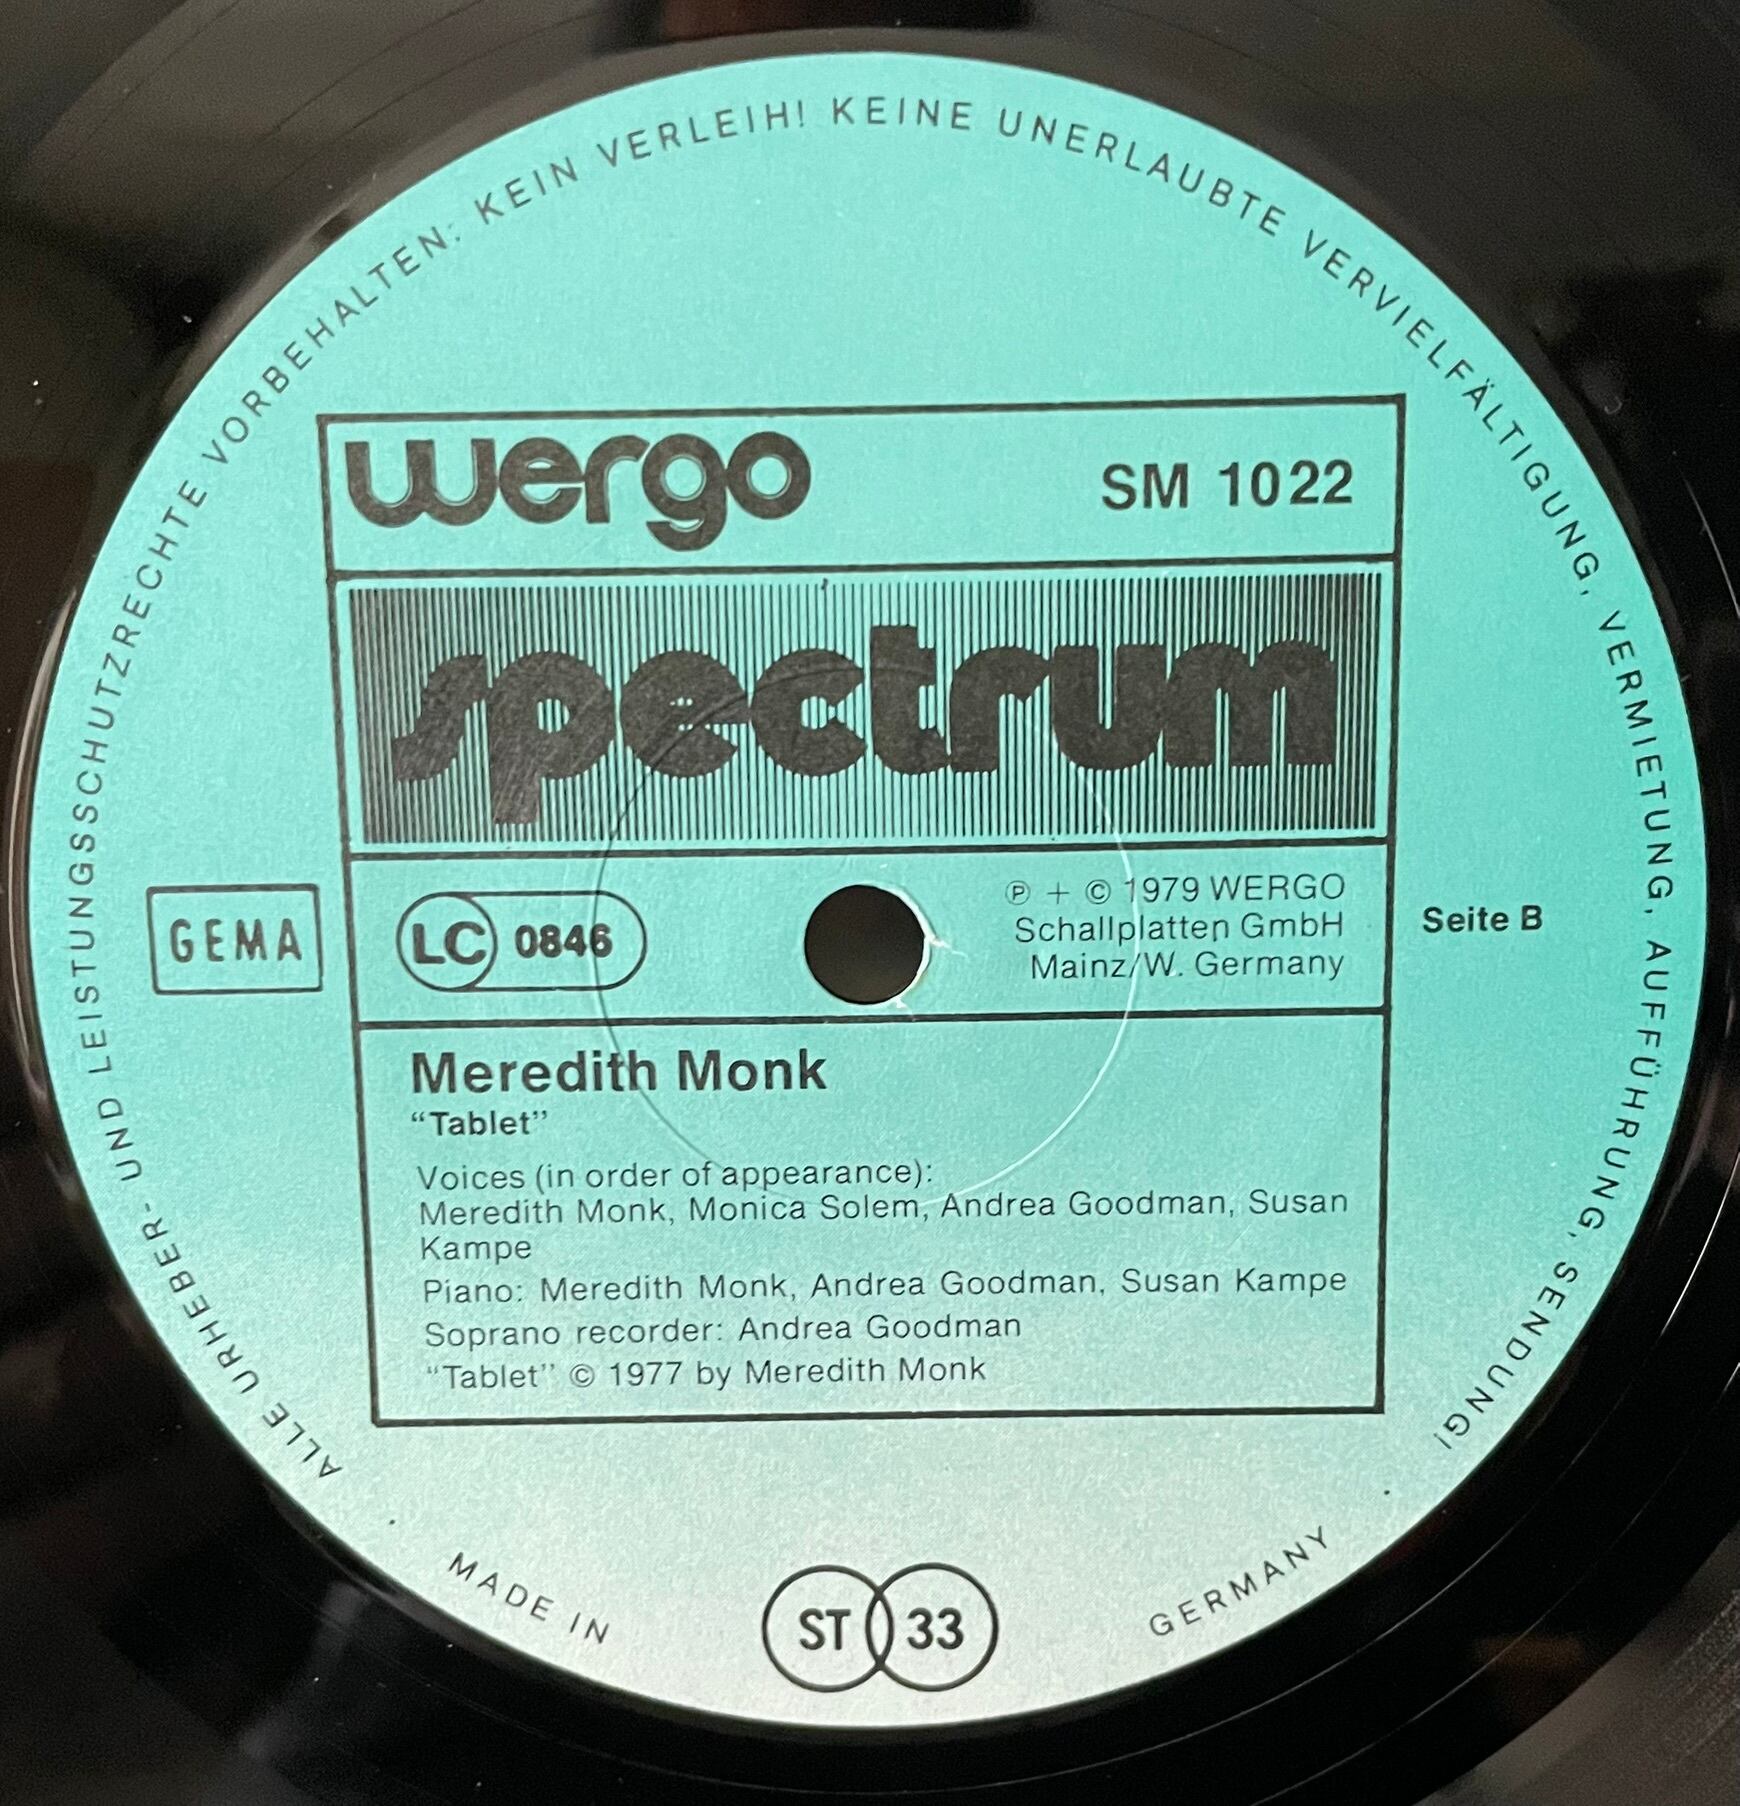 ALLE URHEBER- UND LEISTUNGSSCHUTZRECHTE VORBEHALTEN: KEIN VERLEIH! KEINE UNERLAUBTE VERVIELFÄLTIGUNG, VERMIETUNG, AUFFÜHRUNG, SENDUNG!
wergo SM 1022
spectrum
GEMA
LC 0846
℗ + © 1979 WERGO
Schallplatten GmbH
Mainz/W. Germany
Seite B
Meredith Monk
“Tablet”
Voices (in order of appearance):
Meredith Monk, Monica Solem, Andrea Goodman, Susan
Kampe
Piano: Meredith Monk, Andrea Goodman, Susan Kampe
Soprano recorder: Andrea Goodman
“Tablet” © 1977 by Meredith Monk
MADE IN GERMANY
ST 33